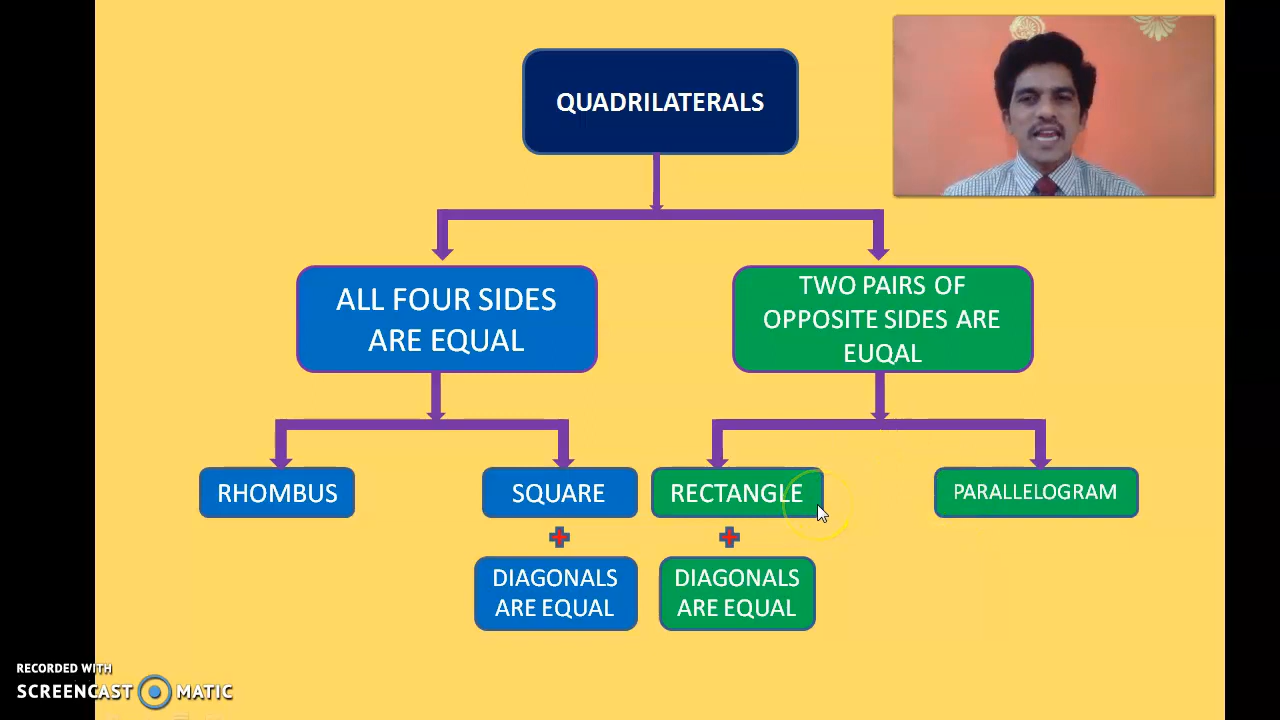 QUADRILATERALS
ALL FOUR SIDES
ARE EQUAL
TWO PAIRS OF
OPPOSITE SIDES ARE
EUQAL
RHOMBUS
SQUARE
RECTANGLE
PARALLELOGRAM
DIAGONALS
ARE EQUAL
DIAGONALS
ARE EQUAL
RECORDED WITH
SCREENCAST MATIC